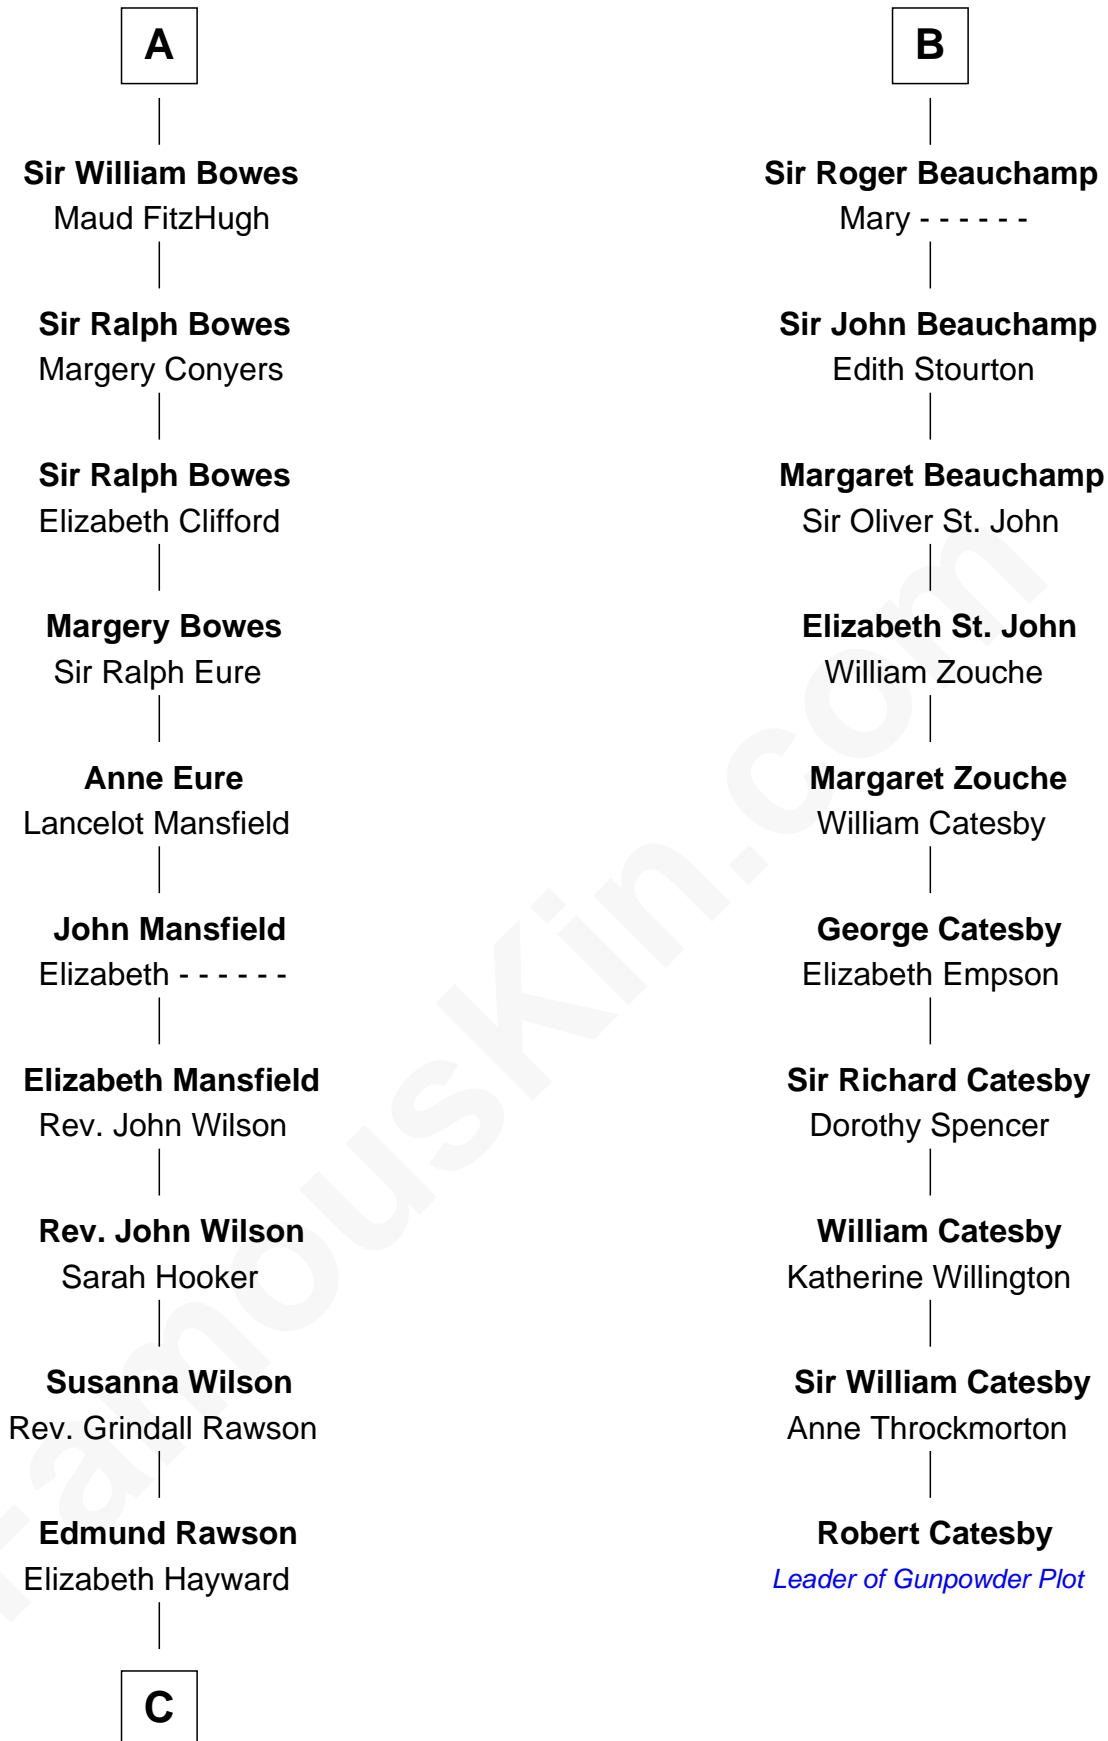 A
Sir William Bowes
Maud FitzHugh
Sir Ralph Bowes
Margery Conyers
Sir Ralph Bowes
Elizabeth Clifford
Margery Bowes
Sir Ralph Eure
Anne Eure
Lancelot Mansfield
John Mansfield
Elizabeth - - - - - -
Elizabeth Mansfield
Rev. John Wilson
Rev. John Wilson
Sarah Hooker
Susanna Wilson
Rev. Grindall Rawson
Edmund Rawson
Elizabeth Hayward
C
B
Sir Roger Beauchamp
Mary - - - - - -
Sir John Beauchamp
Edith Stourton
Margaret Beauchamp
Sir Oliver St. John
Elizabeth St. John
William Zouche
Margaret Zouche
William Catesby
George Catesby
Elizabeth Empson
Sir Richard Catesby
Dorothy Spencer
William Catesby
Katherine Willington
Sir William Catesby
Anne Throckmorton
Robert Catesby
Leader of Gunpowder Plot
FamousKin.com